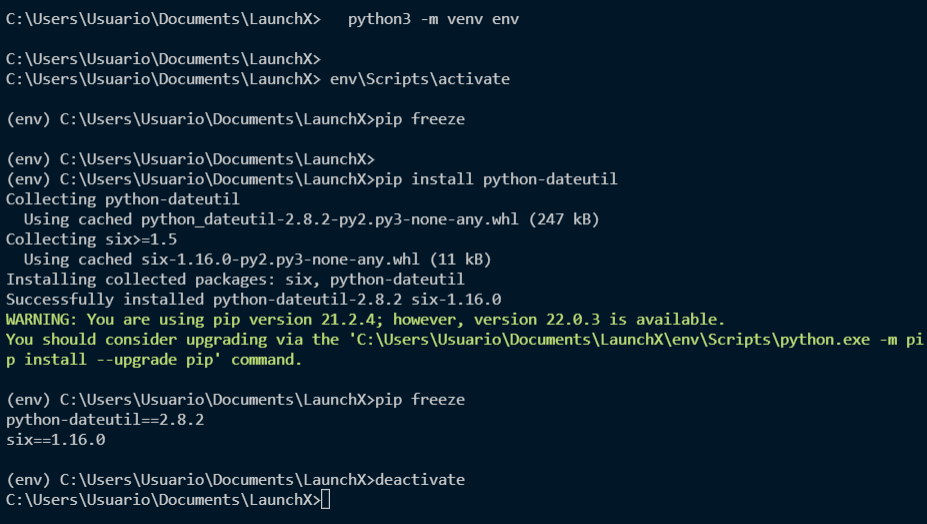 C:\Users\Usuario\Documents\LaunchX>   python3 -m venv env
C:\Users\Usuario\Documents\LaunchX>
C:\Users\Usuario\Documents\LaunchX> env\Scripts\activate
(env) C:\Users\Usuario\Documents\LaunchX>pip freeze
(env) C:\Users\Usuario\Documents\LaunchX>
(env) C:\Users\Usuario\Documents\LaunchX>pip install python-dateutil
Collecting python-dateutil
  Using cached python_dateutil-2.8.2-py2.py3-none-any.whl (247 kB)
Collecting six>=1.5
  Using cached six-1.16.0-py2.py3-none-any.whl (11 kB)
Installing collected packages: six, python-dateutil
Successfully installed python-dateutil-2.8.2 six-1.16.0
WARNING: You are using pip version 21.2.4; however, version 22.0.3 is available.
You should consider upgrading via the 'C:\Users\Usuario\Documents\LaunchX\env\Scripts\python.exe -m pi
p install --upgrade pip' command.
(env) C:\Users\Usuario\Documents\LaunchX>pip freeze
python-dateutil==2.8.2
six==1.16.0
(env) C:\Users\Usuario\Documents\LaunchX>deactivate
C:\Users\Usuario\Documents\LaunchX>